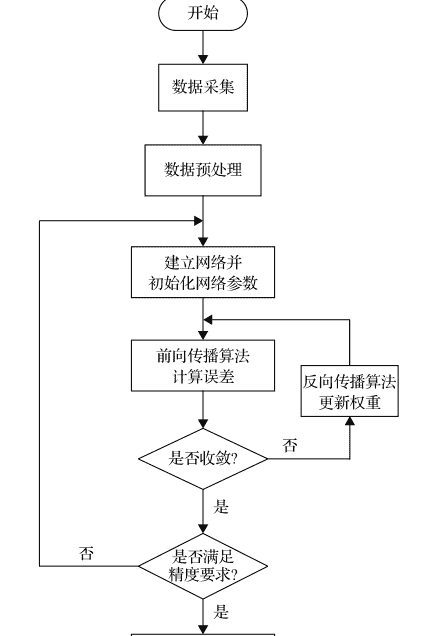 开始
数据采集
数据预处理
建立网络并
初始化网络参数
前向传播算法
计算误差
反向传播算法
更新权重
是否收敛?
否
是
否
是否满足
精度要求?
是